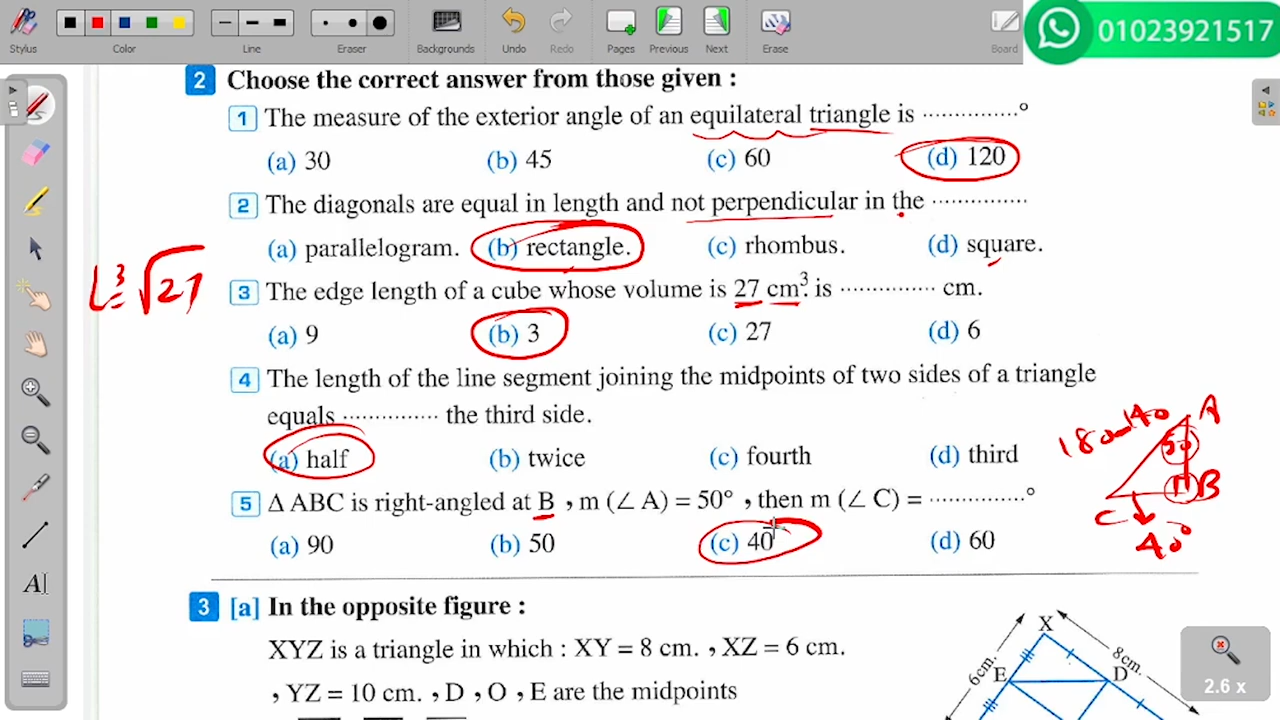 Stylus Color Line Eraser Backgrounds Undo Redo Pages Previous Next Erase Board
01023921517
2 Choose the correct answer from those given :
1 The measure of the exterior angle of an equilateral triangle is ··············°
(a) 30 (b) 45 (c) 60 (d) 120
2 The diagonals are equal in length and not perpendicular in the ··············
(a) parallelogram. (b) rectangle. (c) rhombus. (d) square.
L = ³√27
3 The edge length of a cube whose volume is 27 cm³. is ·············· cm.
(a) 9 (b) 3 (c) 27 (d) 6
4 The length of the line segment joining the midpoints of two sides of a triangle
equals ·············· the third side.
(a) half (b) twice (c) fourth (d) third
5 Δ ABC is right-angled at B , m (∠ A) = 50° , then m (∠ C) = ··············°
(a) 90 (b) 50 (c) 40 (d) 60
A
50
B
C
40°
3 [a] In the opposite figure :
XYZ is a triangle in which : XY = 8 cm. , XZ = 6 cm.
, YZ = 10 cm. , D , O , E are the midpoints
X
6cm.
8cm.
E
D
2.6 x